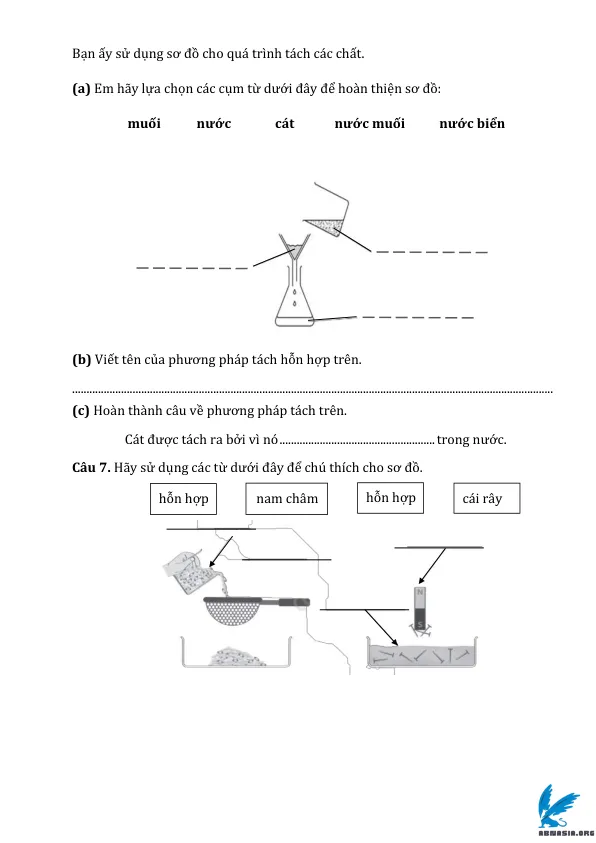 Bạn ấy sử dụng sơ đồ cho quá trình tách các chất.
(a) Em hãy lựa chọn các cụm từ dưới đây để hoàn thiện sơ đồ:
muối nước cát nước muối nước biển
(b) Viết tên của phương pháp tách hỗn hợp trên.
(c) Hoàn thành câu về phương pháp tách trên.
Cát được tách ra bởi vì nó........................................................trong nước.
Câu 7. Hãy sử dụng các từ dưới đây để chú thích cho sơ đồ.
hỗn hợp nam châm hỗn hợp cái rây
N
S
ABNASIA.ORG